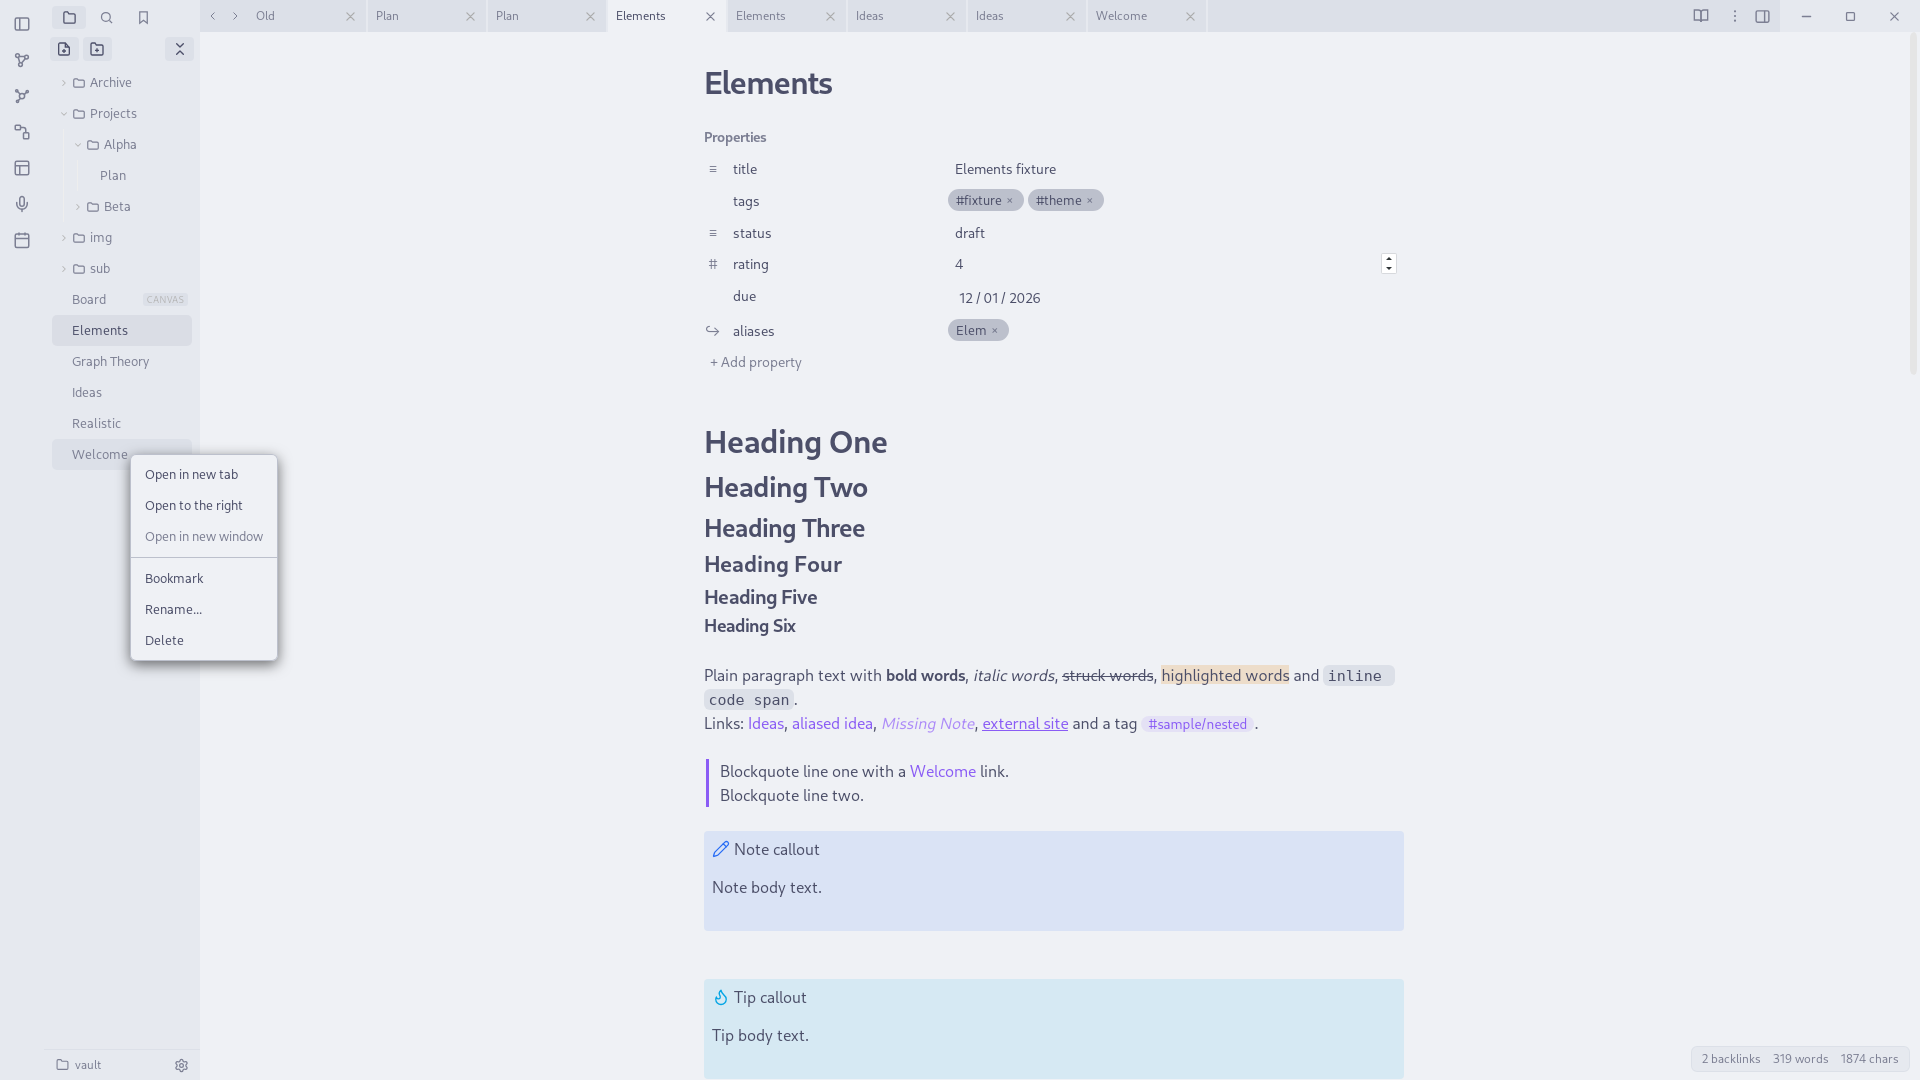 Old
Plan
Plan
Elements
Elements
Ideas
Ideas
Welcome
Archive
Projects
Alpha
Plan
Beta
img
sub
Board CANVAS
Elements
Graph Theory
Ideas
Realistic
Welcome
Open in new tab
Open to the right
Open in new window
Bookmark
Rename...
Delete
vault
Elements
Properties
title Elements fixture
tags #fixture × #theme ×
status draft
rating 4
due 12 / 01 / 2026
aliases Elem ×
+ Add property
Heading One
Heading Two
Heading Three
Heading Four
Heading Five
Heading Six
Plain paragraph text with bold words, italic words, struck words, highlighted words and inline
code span.
Links: Ideas, aliased idea, Missing Note, external site and a tag #sample/nested.
Blockquote line one with a Welcome link.
Blockquote line two.
Note callout
Note body text.
Tip callout
Tip body text.
2 backlinks 319 words 1874 chars